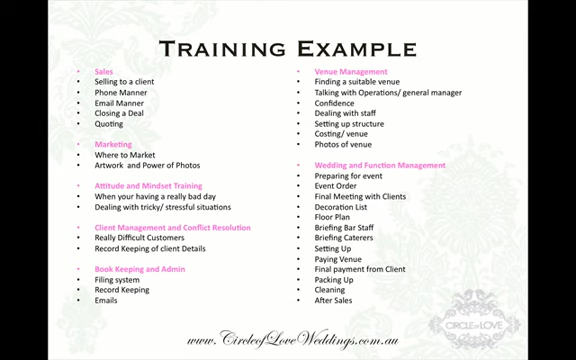 TRAINING EXAMPLE
Sales
Selling to a client
Phone Manner
Email Manner
Closing a Deal
Quoting
Marketing
Where to Market
Artwork and Power of Photos
Attitude and Mindset Training
When your having a really bad day
Dealing with tricky/ stressful situations
Client Management and Conflict Resolution
Really Difficult Customers
Record Keeping of client Details
Book Keeping and Admin
Filing system
Record Keeping
Emails
Venue Management
Finding a suitable venue
Talking with Operations/ general manager
Confidence
Dealing with staff
Setting up structure
Costing/ venue
Photos of venue
Wedding and Function Management
Preparing for event
Event Order
Final Meeting with Clients
Decoration List
Floor Plan
Briefing Bar Staff
Briefing Caterers
Setting Up
Paying Venue
Final payment from Client
Packing Up
Cleaning
After Sales
CIRCLE of LOVE
www.CircleofLoveWeddings.com.au